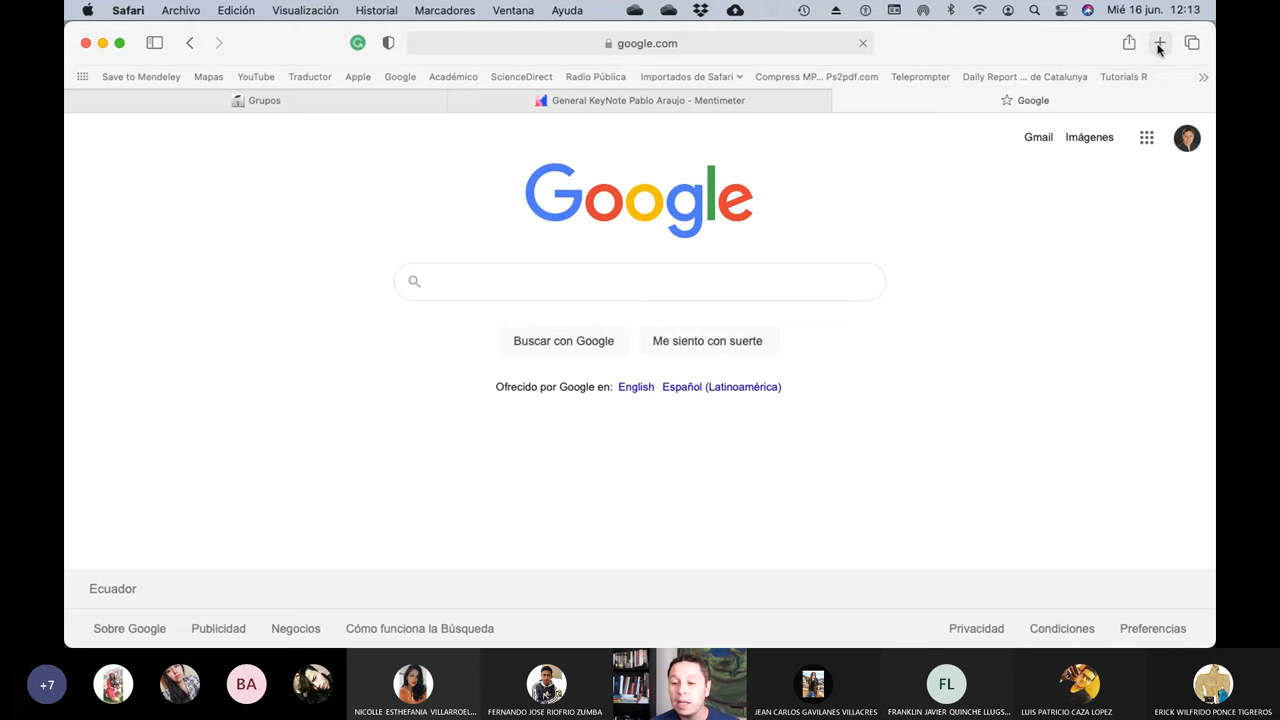 Safari Archivo Edición Visualización Historial Marcadores Ventana Ayuda Mié 16 jun. 12:13
google.com
Save to Mendeley Mapas YouTube Traductor Apple Google Académico ScienceDirect Radio Pública Importados de Safari Compress MP... Ps2pdf.com Teleprompter Daily Report ... de Catalunya Tutorials R
Grupos General KeyNote Pablo Araujo - Mentimeter Google
Gmail Imágenes
Google
Buscar con Google Me siento con suerte
Ofrecido por Google en: English Español (Latinoamérica)
Ecuador
Sobre Google Publicidad Negocios Cómo funciona la Búsqueda Privacidad Condiciones Preferencias
+7 BA FL
NICOLLE ESTHEFANIA VILLARROEL... FERNANDO JOSE RIOFRIO ZUMBA JEAN CARLOS GAVILANES VILLACRES FRANKLIN JAVIER QUINCHE LLUGS... LUIS PATRICIO CAZA LOPEZ ERICK WILFRIDO PONCE TIGREROS